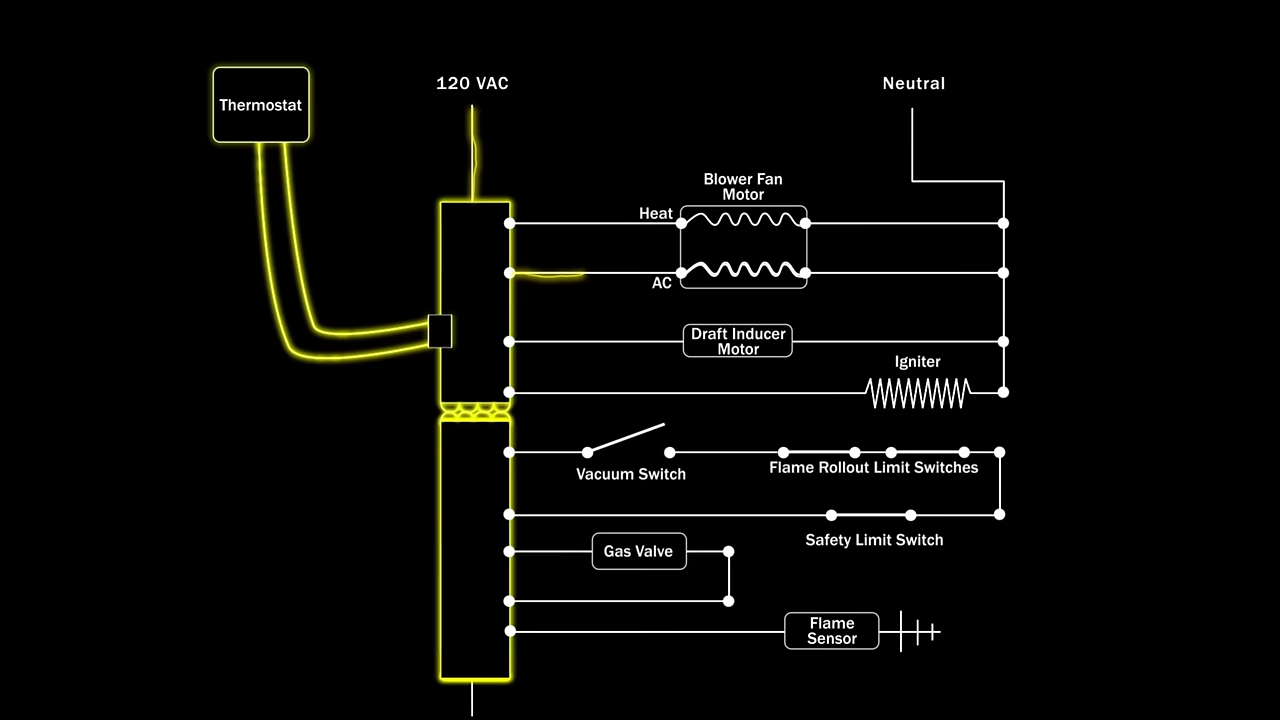 120 VAC
Neutral
Thermostat
Blower Fan
Motor
Heat
AC
Draft Inducer
Motor
Igniter
Vacuum Switch
Flame Rollout Limit Switches
Safety Limit Switch
Gas Valve
Flame
Sensor